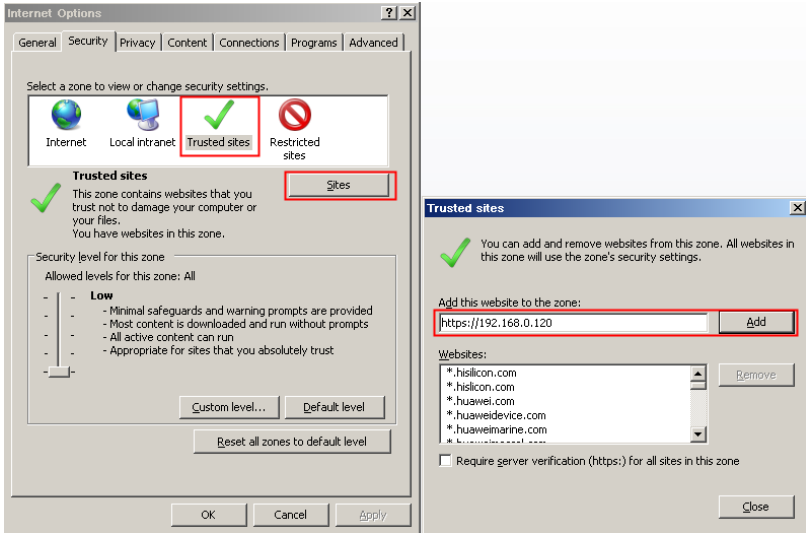 Internet Options
General Security Privacy Content Connections Programs Advanced
Select a zone to view or change security settings.
Internet Local intranet Trusted sites Restricted
sites
Trusted sites
Sites
This zone contains websites that you
trust not to damage your computer or
your files.
You have websites in this zone.
Security level for this zone
Allowed levels for this zone: All
Low
- Minimal safeguards and warning prompts are provided
- Most content is downloaded and run without prompts
- All active content can run
- Appropriate for sites that you absolutely trust
Custom level... Default level
Reset all zones to default level
OK Cancel Apply
Trusted sites
You can add and remove websites from this zone. All websites in
this zone will use the zone's security settings.
Add this website to the zone:
https://192.168.0.120 Add
Websites:
*.hisilicon.com Remove
*.hislicon.com
*.huawei.com
*.huaweidevice.com
*.huaweimarine.com
Require server verification (https:) for all sites in this zone
Close